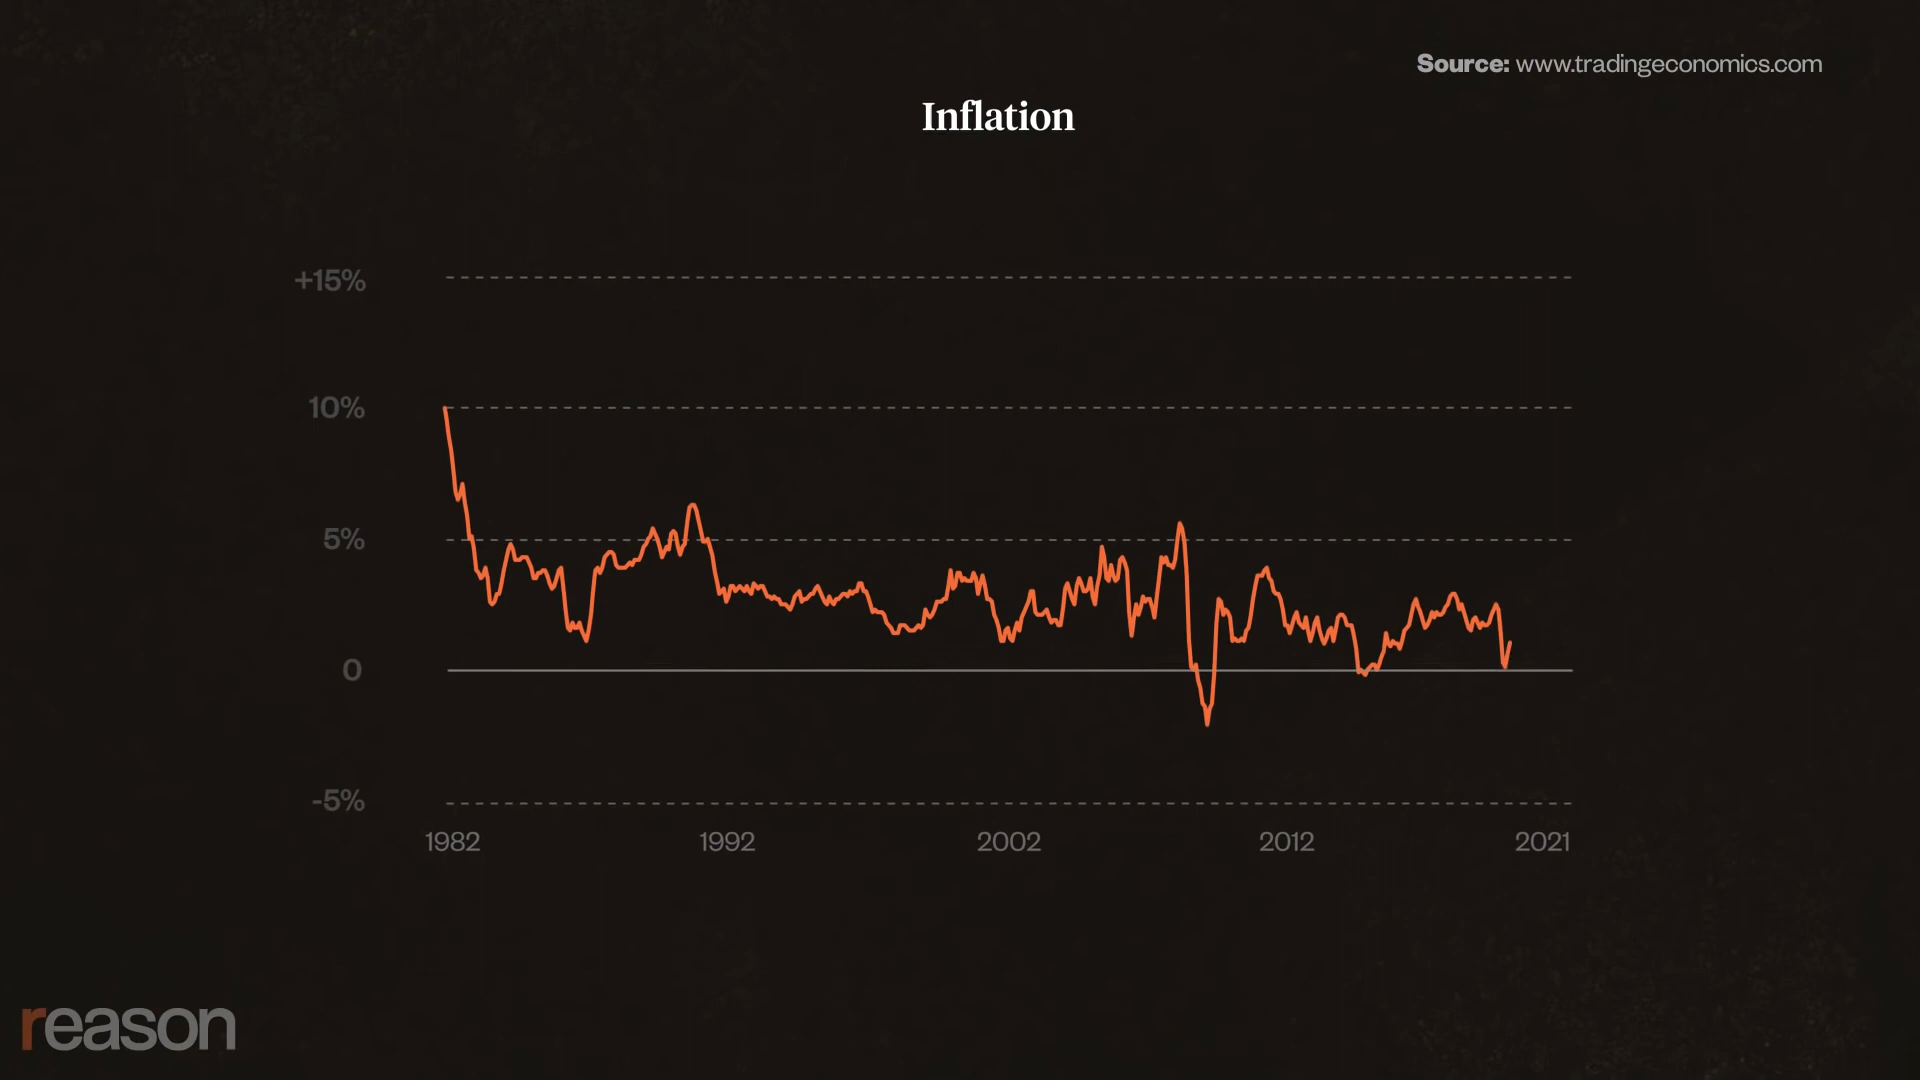 Source: www.tradingeconomics.com
Inflation
+15%
10%
5%
0
-5%
1982 1992 2002 2012 2021
reason